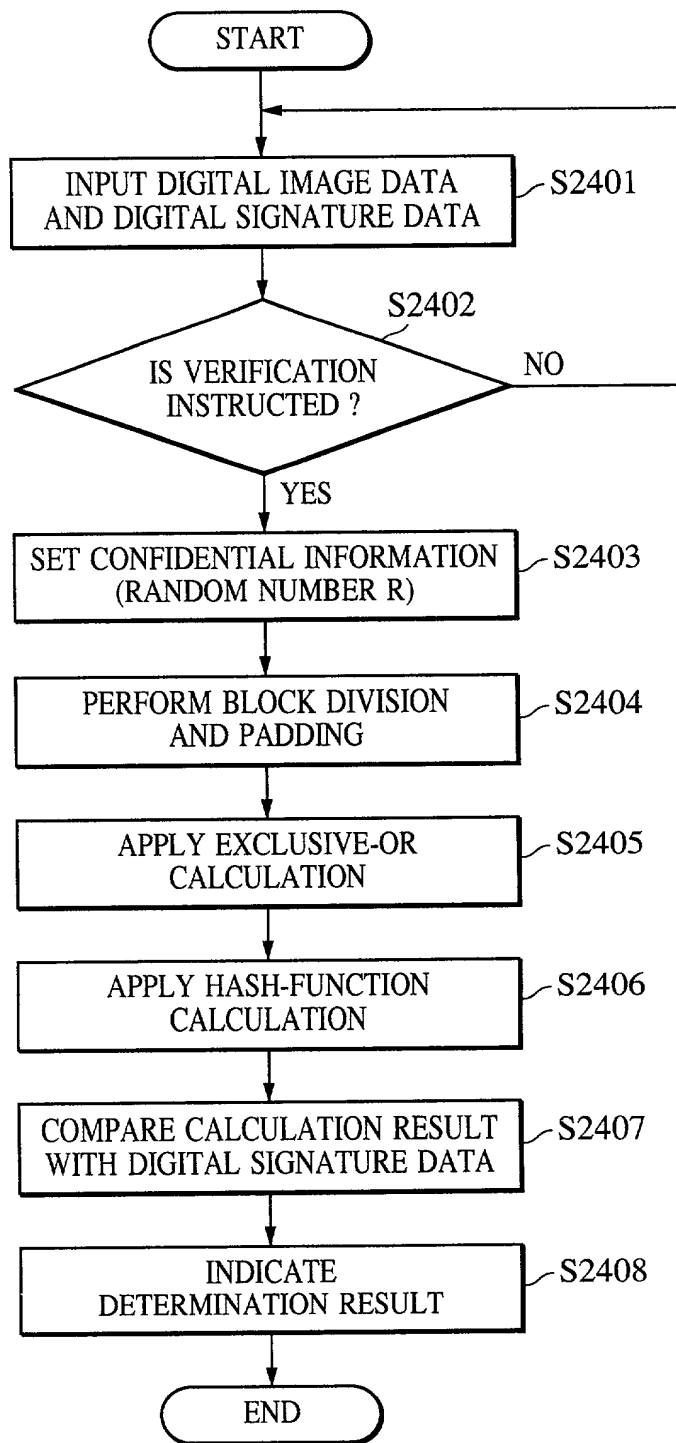 START
INPUT DIGITAL IMAGE DATA
AND DIGITAL SIGNATURE DATA
S2401
S2402
IS VERIFICATION
INSTRUCTED ?
NO
YES
SET CONFIDENTIAL INFORMATION
(RANDOM NUMBER R)
S2403
PERFORM BLOCK DIVISION
AND PADDING
S2404
APPLY EXCLUSIVE-OR
CALCULATION
S2405
APPLY HASH-FUNCTION
CALCULATION
S2406
COMPARE CALCULATION RESULT
WITH DIGITAL SIGNATURE DATA
S2407
INDICATE
DETERMINATION RESULT
S2408
END